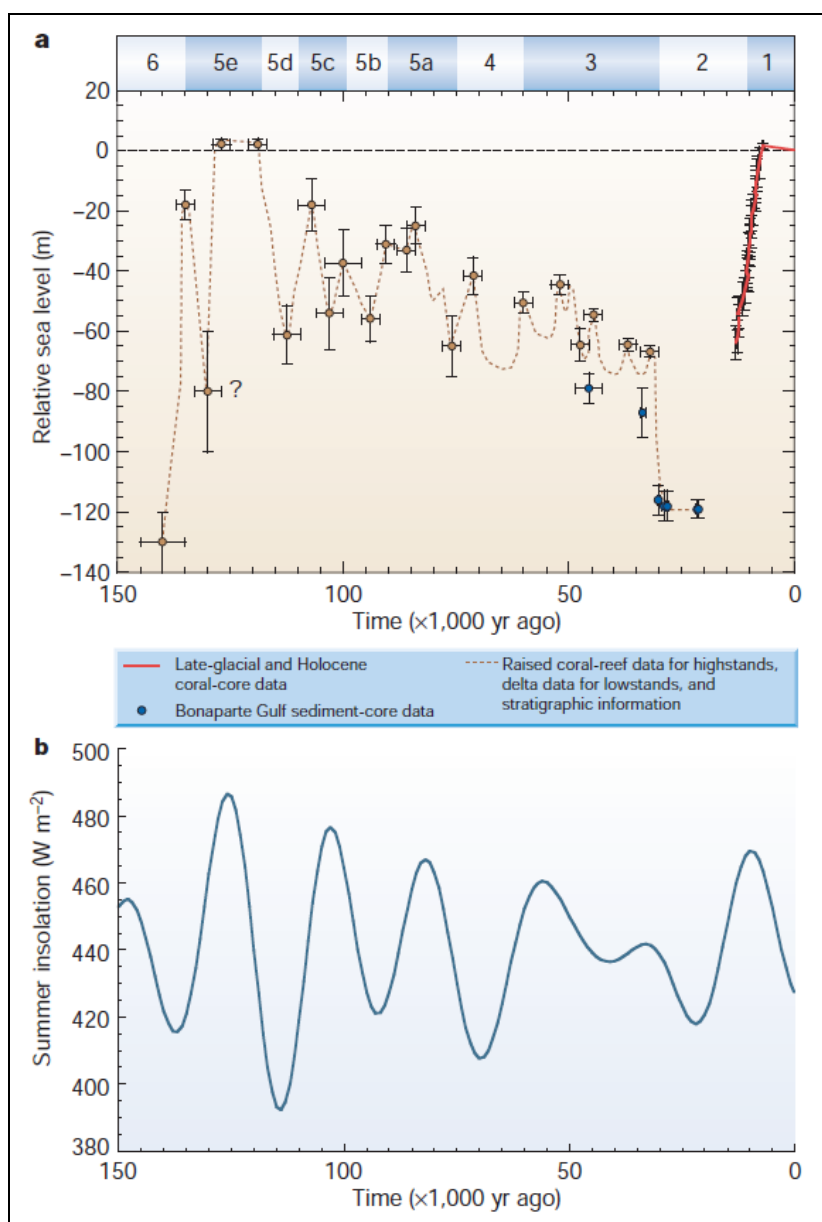 a
6 5e 5d 5c 5b 5a 4 3 2 1
20
0
−20
−40
−60
−80
−100
−120
−140
Relative sea level (m)
?
150 100 50 0
Time (×1,000 yr ago)
Late-glacial and Holocene
coral-core data
Bonaparte Gulf sediment-core data
Raised coral-reef data for highstands,
delta data for lowstands, and
stratigraphic information
b
500
480
460
440
420
400
380
Summer insolation (W m⁻²)
150 100 50 0
Time (×1,000 yr ago)